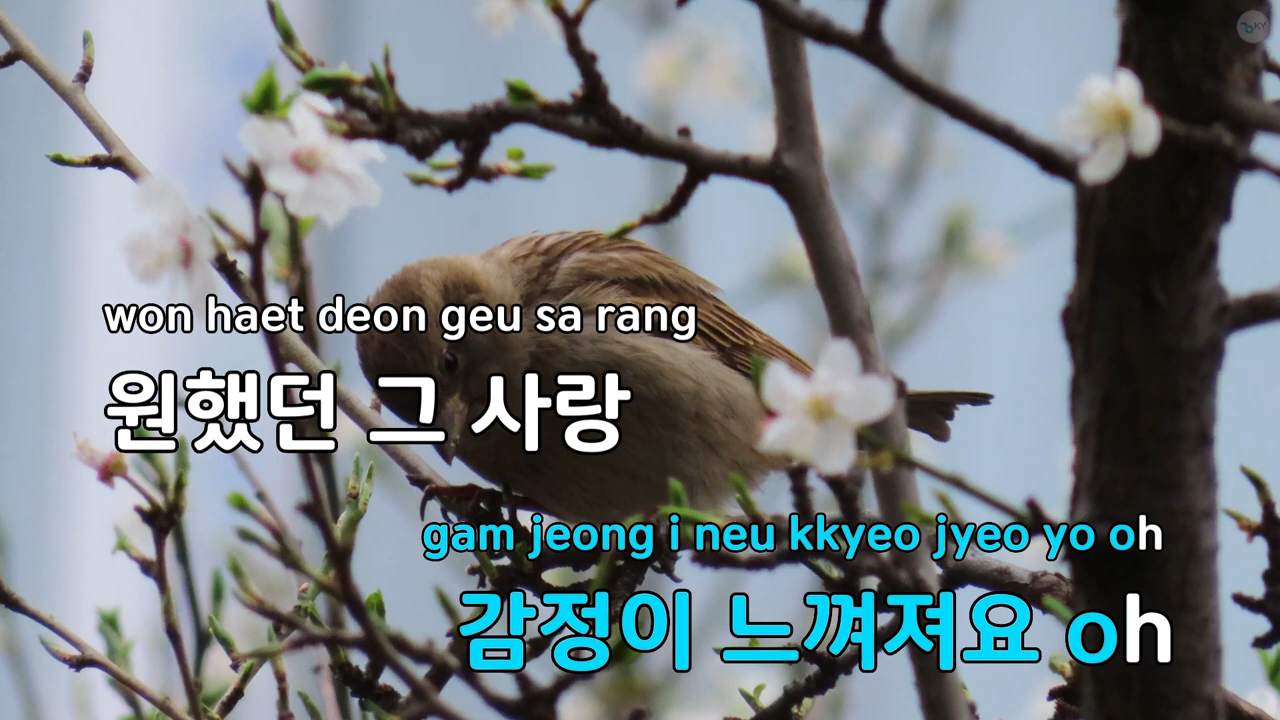 won haet deon geu sa rang
원했던 그 사랑
gam jeong i neu kkyeo jyeo yo oh
감정이 느껴져요 oh